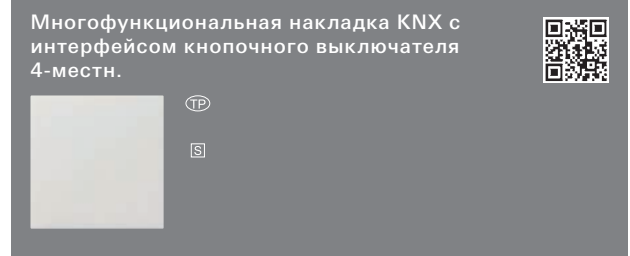 Многофункциональная накладка KNX с
интерфейсом кнопочного выключателя
4-местн.
TP
S